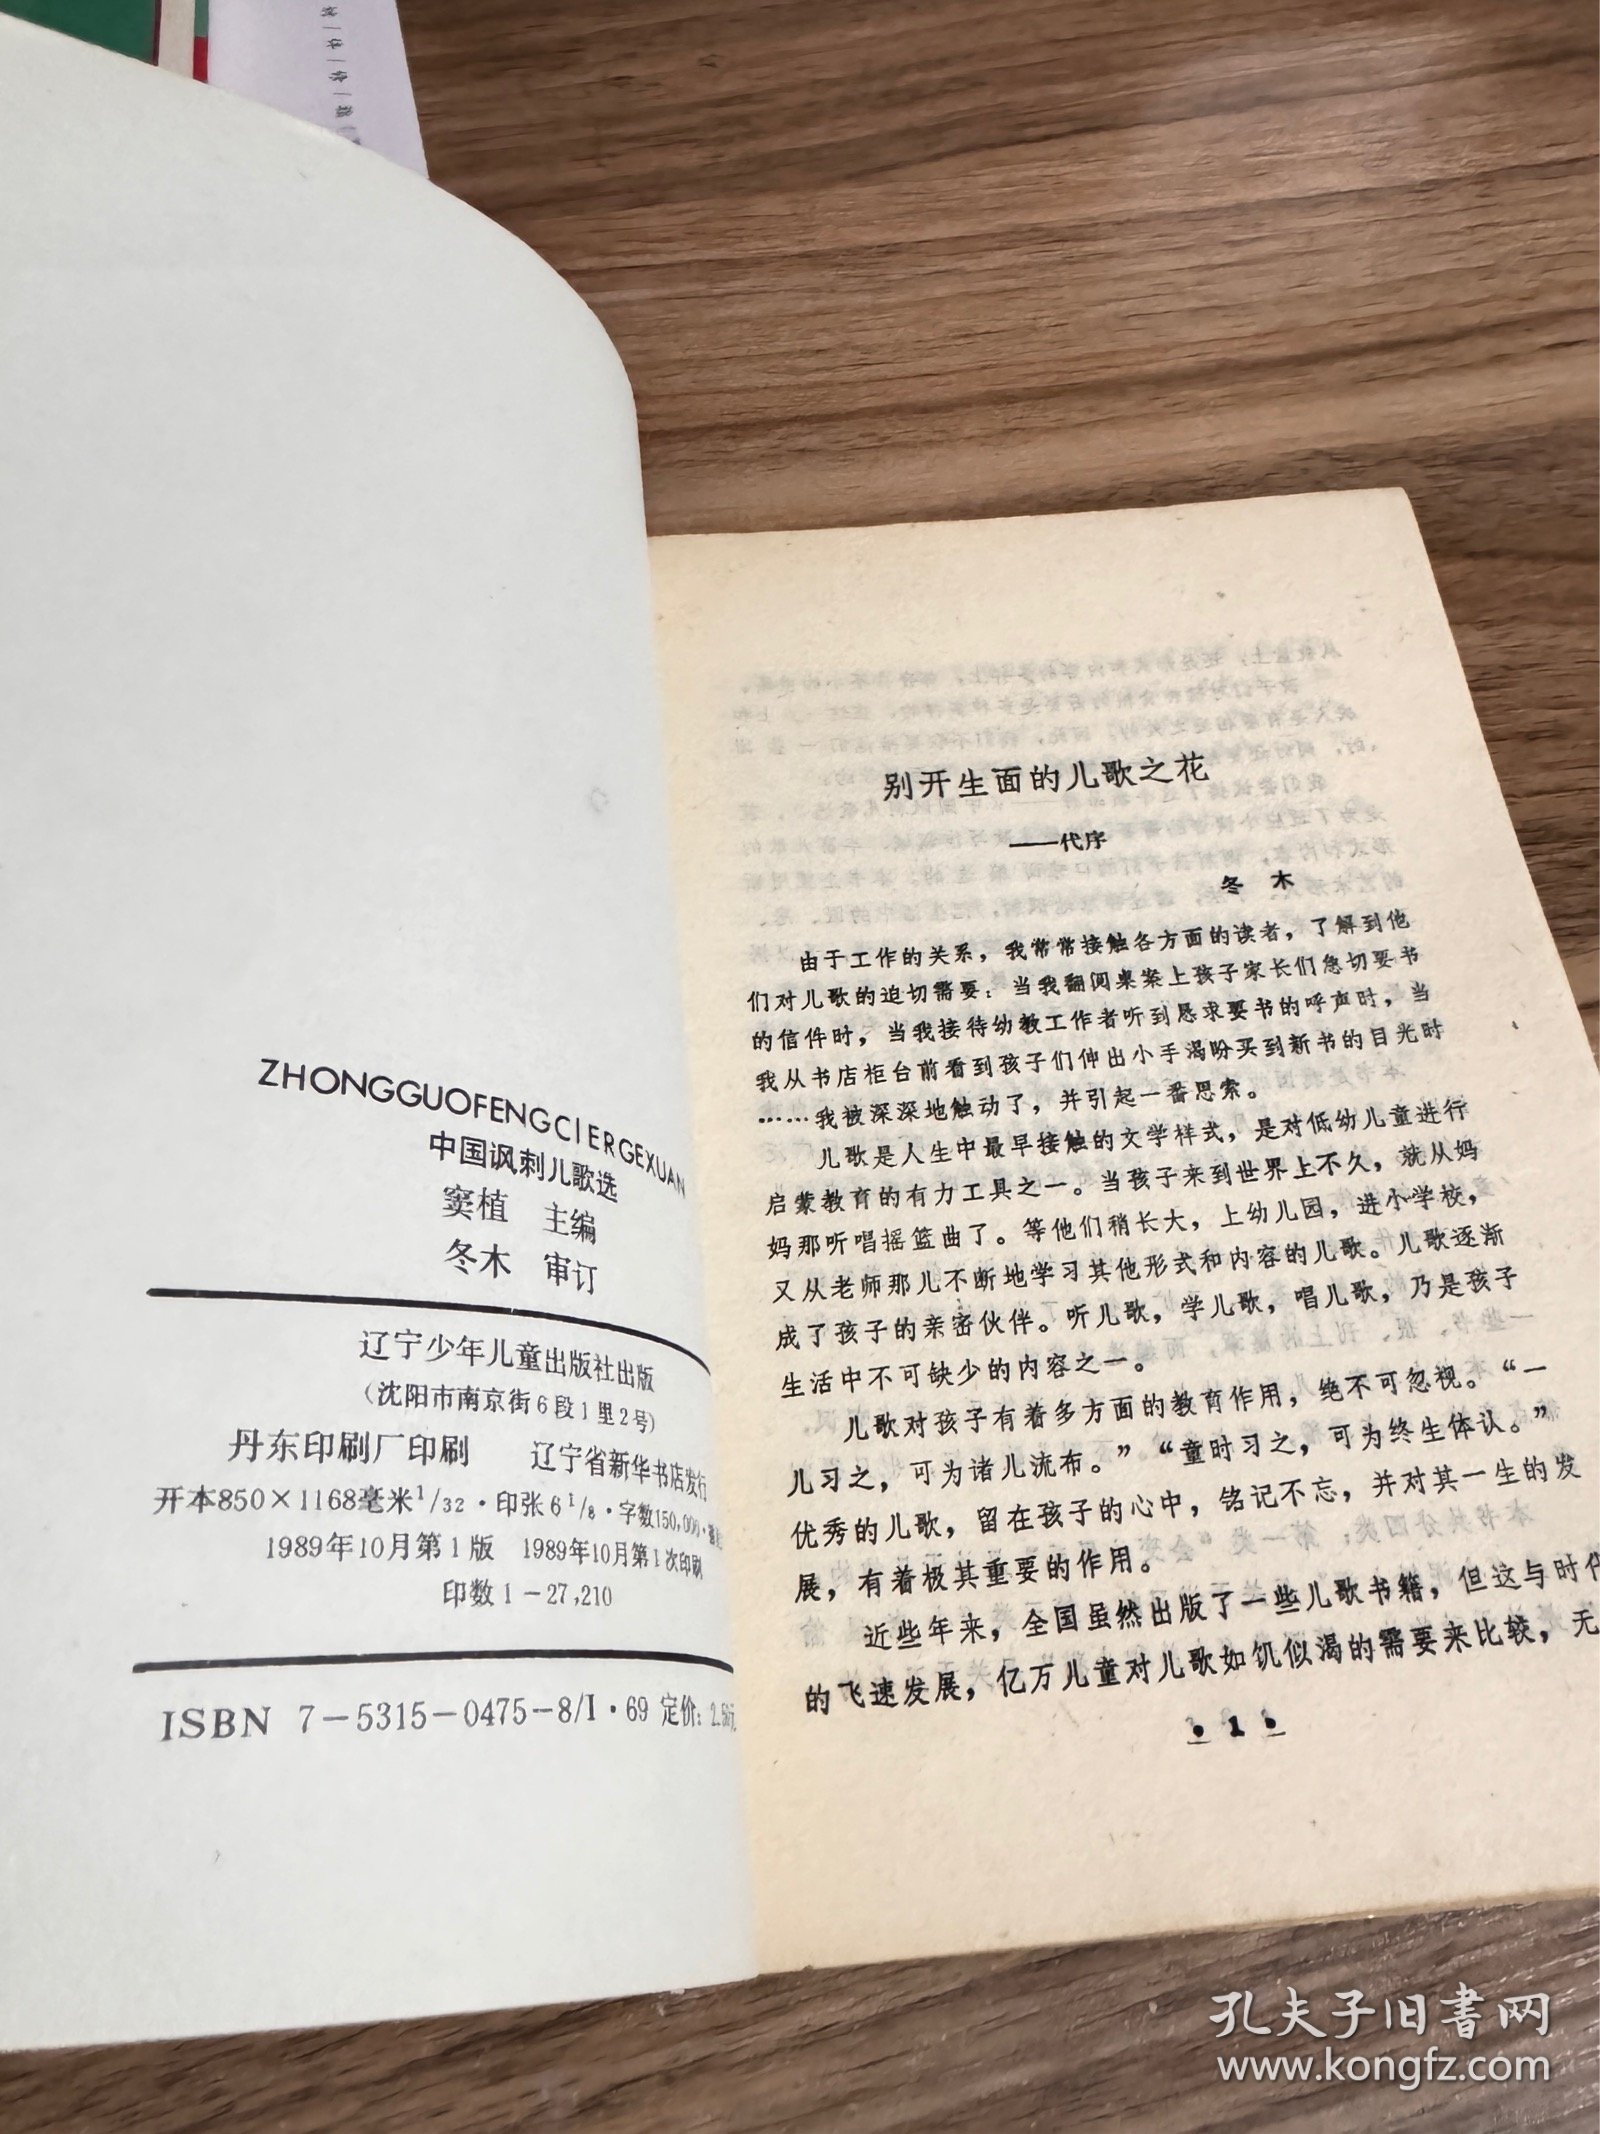 ZHONGGUOFENGCIERGEXUAN
中国讽刺儿歌选
窦植 主编
冬木 审订
辽宁少年儿童出版社出版
（沈阳市南京街6段1里2号）
丹东印刷厂印刷 辽宁省新华书店发行
开本850×1168毫米1/32·印张6 1/8·字数150,000·
1989年10月第1版 1989年10月第1次印刷
印数1－27,210
ISBN 7－5315－0475－8/I·69 定价：2.50元
别开生面的儿歌之花
——代序
冬 木
由于工作的关系，我常常接触各方面的读者，了解到他
们对儿歌的迫切需要：当我翻阅桌案上孩子家长们急切要书
的信件时，当我接待幼教工作者听到恳求要书的呼声时，当
我从书店柜台前看到孩子们伸出小手渴盼买到新书的目光时
……我被深深地触动了，并引起一番思索。
儿歌是人生中最早接触的文学样式，是对低幼儿童进行
启蒙教育的有力工具之一。当孩子来到世界上不久，就从妈
妈那听唱摇篮曲了。等他们稍长大，上幼儿园，进小学校，
又从老师那儿不断地学习其他形式和内容的儿歌。儿歌逐渐
成了孩子的亲密伙伴。听儿歌，学儿歌，唱儿歌，乃是孩子
生活中不可缺少的内容之一。
儿歌对孩子有着多方面的教育作用，绝不可忽视。“一
儿习之，可为诸儿流布。”“童时习之，可为终生体认。”
优秀的儿歌，留在孩子的心中，铭记不忘，并对其一生的发
展，有着极其重要的作用。
近些年来，全国虽然出版了一些儿歌书籍，但这与时代
的飞速发展，亿万儿童对儿歌如饥似渴的需要来比较，无
·1·
孔夫子旧书网
www.kongfz.com